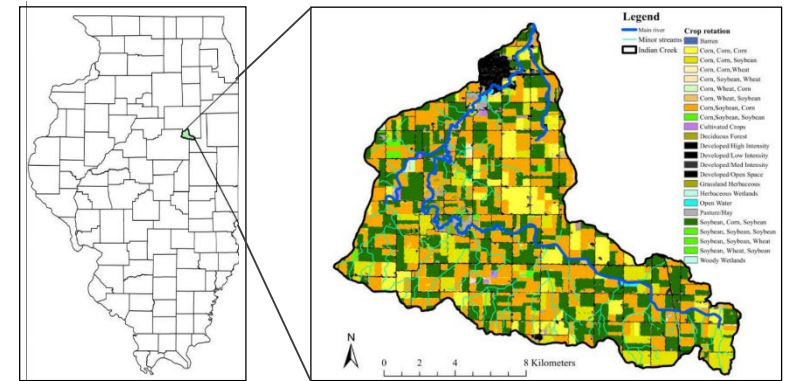 Legend
Main river
Minor streams
Indian Creek
Crop rotation
Barren
Corn, Corn, Corn
Corn, Corn, Soybean
Corn, Corn,Wheat
Corn, Soybean, Wheat
Corn, Wheat, Corn
Corn, Wheat, Soybean
Corn,Soybean, Corn
Corn,Soybean, Soybean
Cultivated Crops
Deciduous Forest
Developed/High Intensity
Developed/Low Intensity
Developed/Med Intensity
Developed/Open Space
Grassland Herbaceous
Herbaceous Wetlands
Open Water
Pasture/Hay
Soybean, Corn, Soybean
Soybean, Soybean, Soybean
Soybean, Soybean, Wheat
Soybean, Wheat, Soybean
Woody Wetlands
N
0 2 4 8 Kilometers